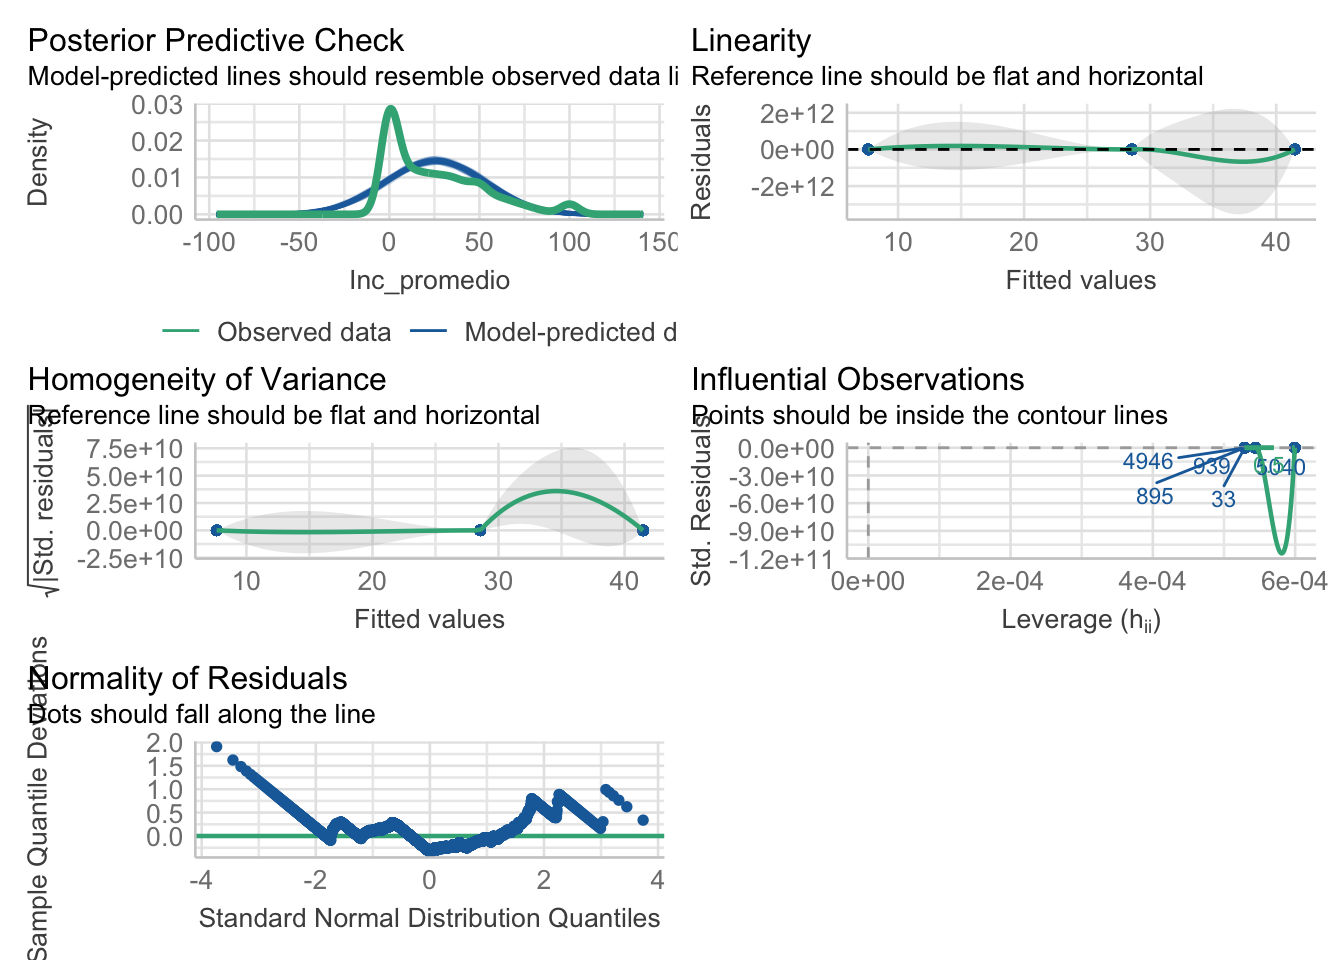 Posterior Predictive Check
Model-predicted lines should resemble observed data li
Density
0.03
0.02
0.01
0.00
-100 -50 0 50 100 150
Inc_promedio
Observed data Model-predicted d
Linearity
Reference line should be flat and horizontal
Residuals
2e+12
0e+00
-2e+12
10 20 30 40
Fitted values
Homogeneity of Variance
Reference line should be flat and horizontal
√|Std. residuals|
7.5e+10
5.0e+10
2.5e+10
0.0e+00
-2.5e+10
10 20 30 40
Fitted values
Influential Observations
Points should be inside the contour lines
Std. Residuals
0.0e+00
-3.0e+10
-6.0e+10
-9.0e+10
-1.2e+11
4946 939 0.5 5040
895 33
0e+00 2e-04 4e-04 6e-04
Leverage (hii)
Normality of Residuals
Dots should fall along the line
Sample Quantile Deviations
2.0
1.5
1.0
0.5
0.0
-4 -2 0 2 4
Standard Normal Distribution Quantiles